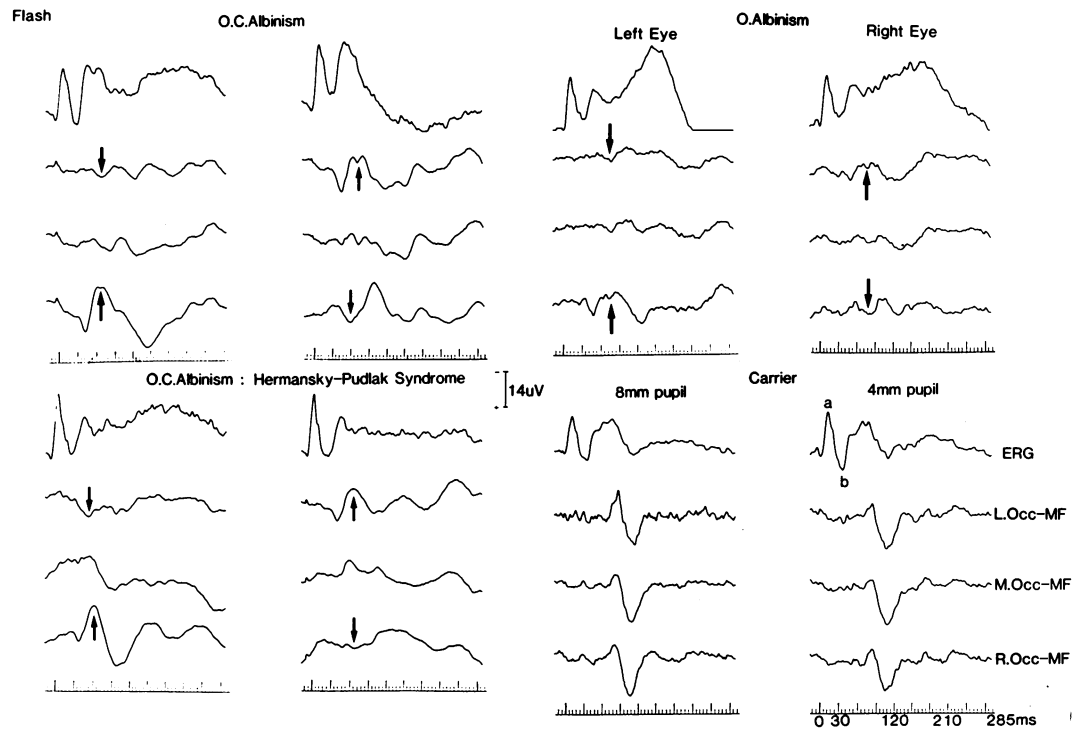 Flash
O.C.Albinism
O.Albinism
Left Eye
Right Eye
O.C.Albinism : Hermansky-Pudlak Syndrome
14uV
8mm pupil
Carrier
4mm pupil
a
ERG
b
L.Occ-MF
M.Occ-MF
R.Occ-MF
0 30 120 210 285ms